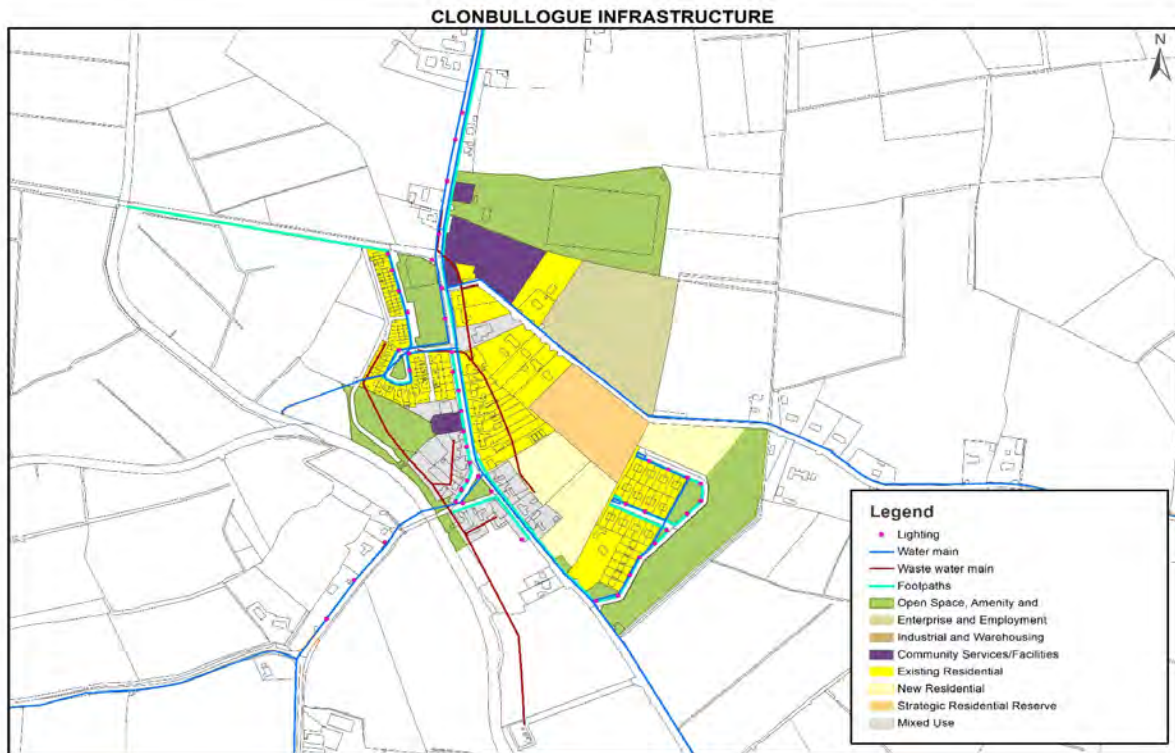 CLONBULLOGUE INFRASTRUCTURE
N
Legend
Lighting
Water main
Waste water main
Footpaths
Open Space, Amenity and
Enterprise and Employment
Industrial and Warehousing
Community Services/Facilities
Existing Residential
New Residential
Strategic Residential Reserve
Mixed Use